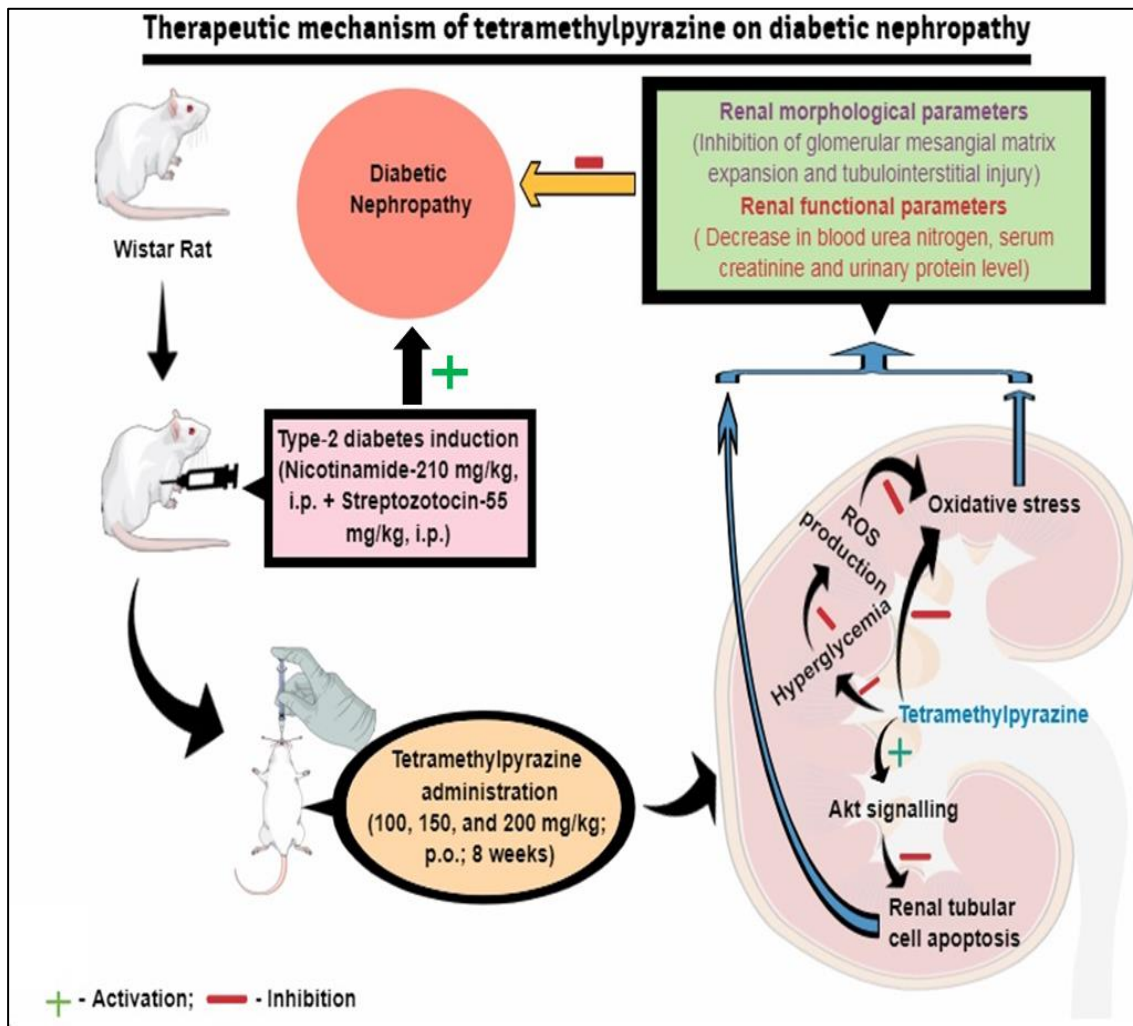 Therapeutic mechanism of tetramethylpyrazine on diabetic nephropathy
Wistar Rat
Diabetic
Nephropathy
Renal morphological parameters
(Inhibition of glomerular mesangial matrix
expansion and tubulointerstitial injury)
Renal functional parameters
( Decrease in blood urea nitrogen, serum
creatinine and urinary protein level)
+
Type-2 diabetes induction
(Nicotinamide-210 mg/kg,
i.p. + Streptozotocin-55
mg/kg, i.p.)
Tetramethylpyrazine
administration
(100, 150, and 200 mg/kg;
p.o.; 8 weeks)
Oxidative stress
ROS
production
Hyperglycemia
Tetramethylpyrazine
+
Akt signalling
Renal tubular
cell apoptosis
+ - Activation; - Inhibition